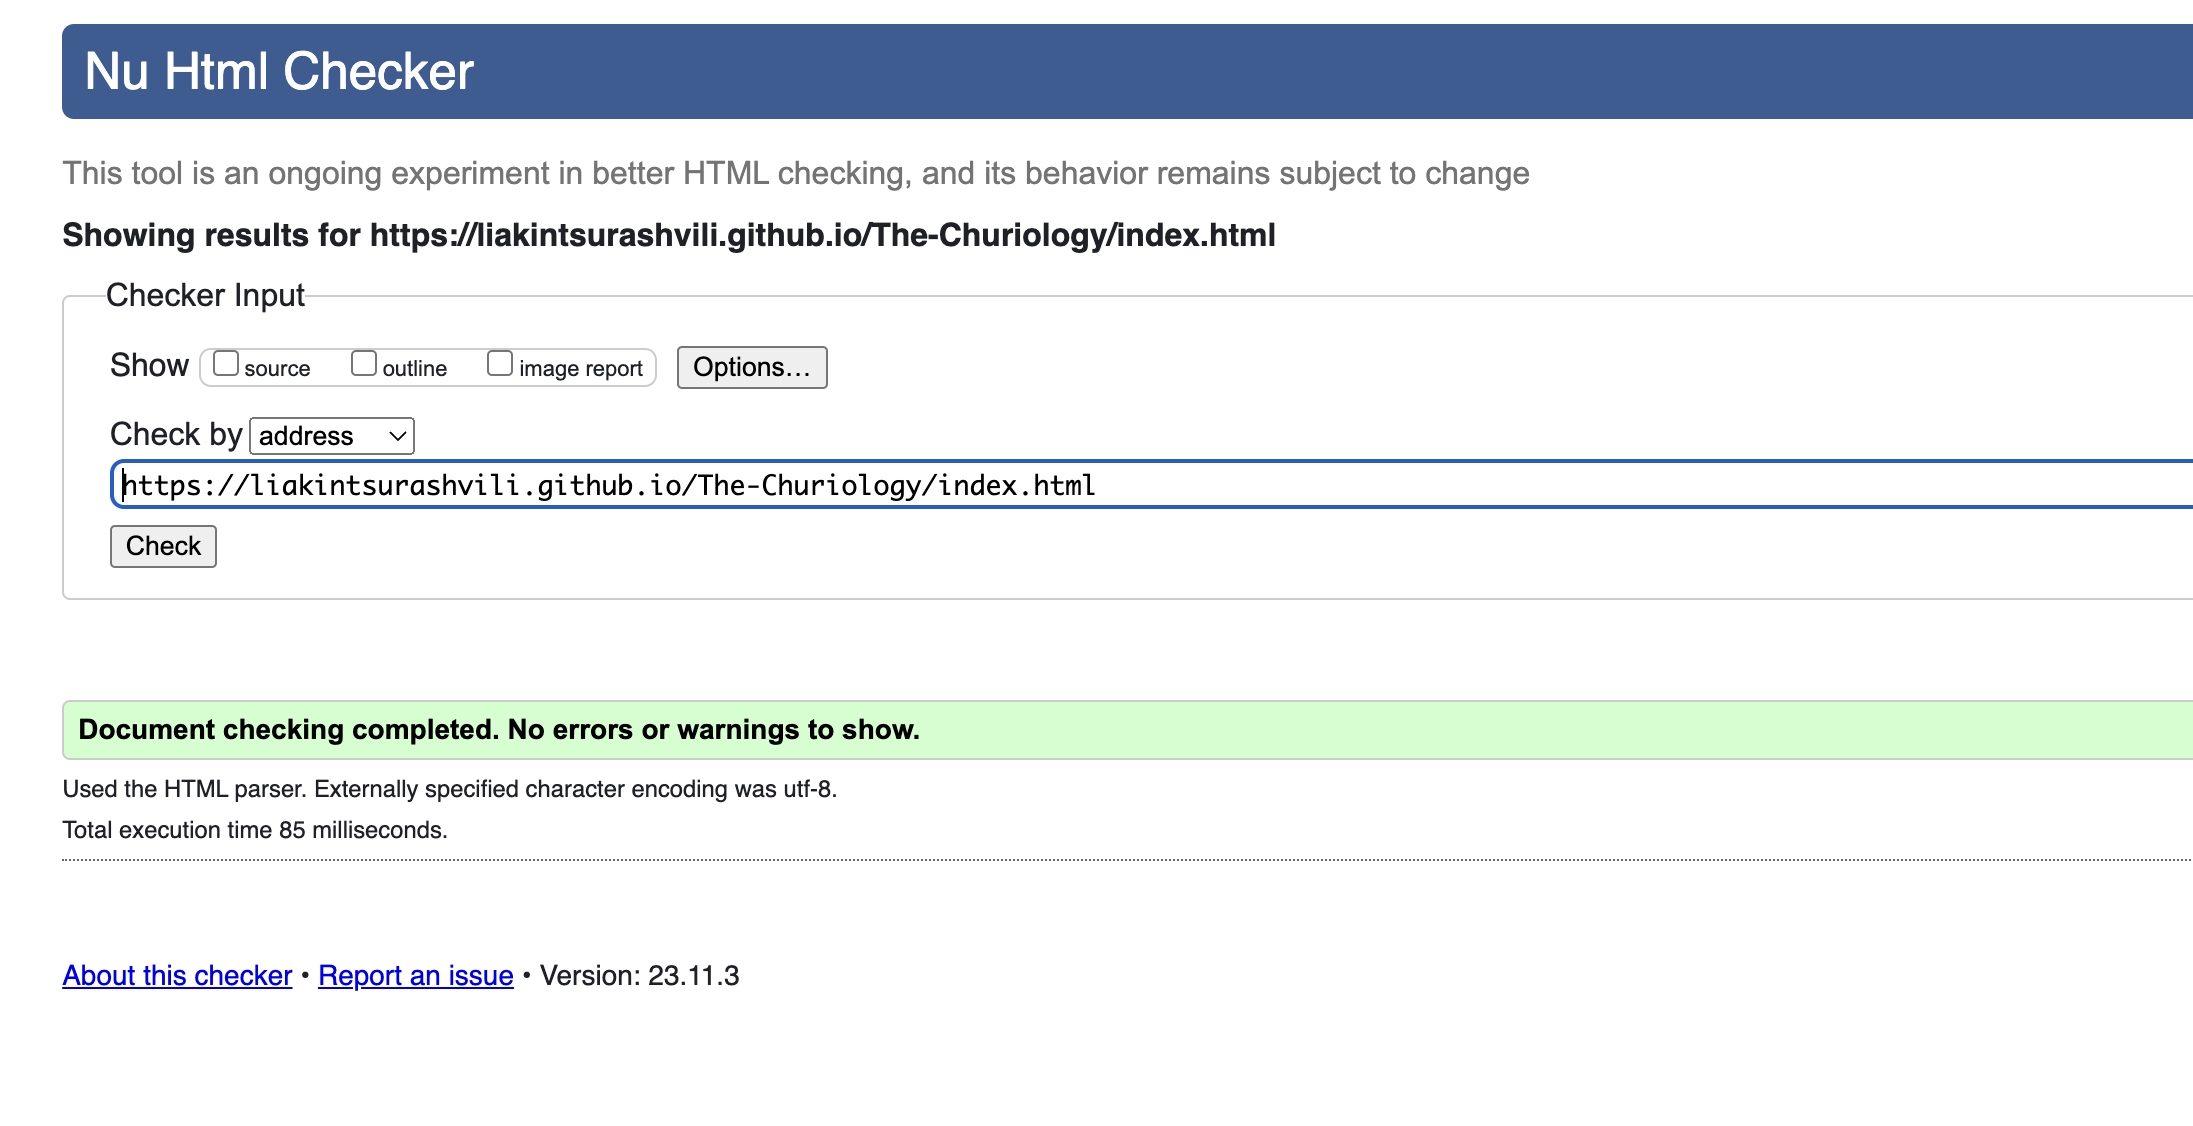 Nu Html Checker
This tool is an ongoing experiment in better HTML checking, and its behavior remains subject to change
Showing results for https://liakintsurashvili.github.io/The-Churiology/index.html
Checker Input
Show source outline image report Options…
Check by address
https://liakintsurashvili.github.io/The-Churiology/index.html
Check
Document checking completed. No errors or warnings to show.
Used the HTML parser. Externally specified character encoding was utf-8.
Total execution time 85 milliseconds.
About this checker • Report an issue • Version: 23.11.3